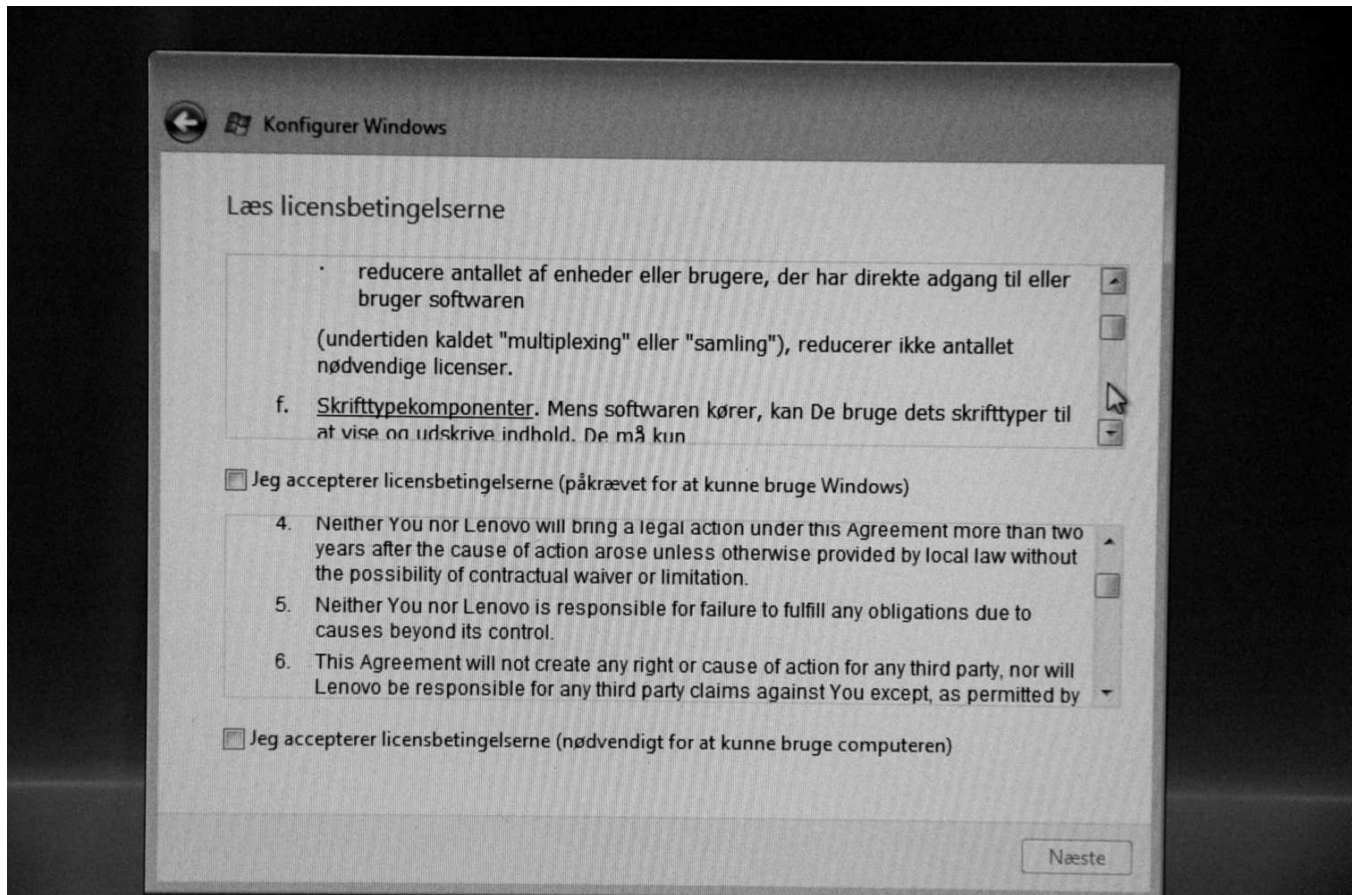 Konfigurer Windows
Læs licensbetingelserne
· reducere antallet af enheder eller brugere, der har direkte adgang til eller
bruger softwaren
(undertiden kaldet "multiplexing" eller "samling"), reducerer ikke antallet
nødvendige licenser.
f. Skrifttypekomponenter. Mens softwaren kører, kan De bruge dets skrifttyper til
at vise og udskrive indhold. De må kun
Jeg accepterer licensbetingelserne (påkrævet for at kunne bruge Windows)
4. Neither You nor Lenovo will bring a legal action under this Agreement more than two
years after the cause of action arose unless otherwise provided by local law without
the possibility of contractual waiver or limitation.
5. Neither You nor Lenovo is responsible for failure to fulfill any obligations due to
causes beyond its control.
6. This Agreement will not create any right or cause of action for any third party, nor will
Lenovo be responsible for any third party claims against You except, as permitted by
Jeg accepterer licensbetingelserne (nødvendigt for at kunne bruge computeren)
Næste